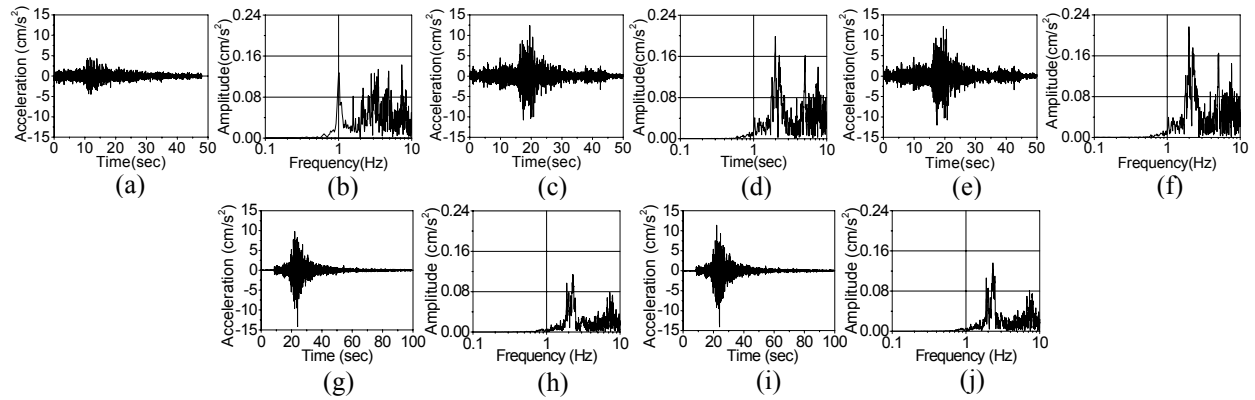 Acceleration (cm/s²)
15
10
5
0
-5
-10
-15
0 10 20 30 40 50
Time(sec)
(a)
Amplitude(cm/s²)
0.24
0.16
0.08
0.00
0.1 1 10
Frequency(Hz)
(b)
Acceleration(cm/s²)
15
10
5
0
-5
-10
-15
0 10 20 30 40 50
Time(sec)
(c)
Amplitude(cm/s²)
0.24
0.16
0.08
0.00
0.1 1 10
Time(sec)
(d)
Acceleration(cm/s²)
15
10
5
0
-5
-10
-15
0 10 20 30 40 50
Time(sec)
(e)
Amplitude(cm/s²)
0.24
0.16
0.08
0.00
0.1 1 10
Frequency(Hz)
(f)
Acceleration (cm/s²)
15
10
5
0
-5
-10
-15
0 20 40 60 80 100
Time (sec)
(g)
Amplitude (cm/s²)
0.24
0.16
0.08
0.00
0.1 1 10
Frequency (Hz)
(h)
Acceleration (cm/s²)
15
10
5
0
-5
-10
-15
0 20 40 60 80 100
Time (sec)
(i)
Amplitude (cm/s²)
0.24
0.16
0.08
0.00
0.1 1 10
Frequency (Hz)
(j)